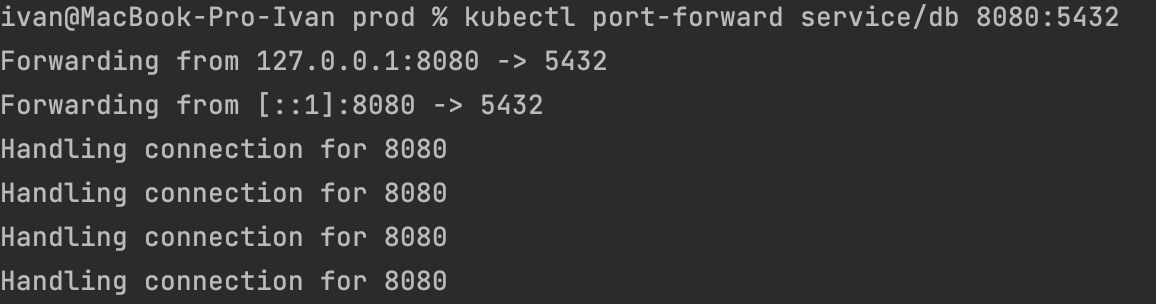 ivan@MacBook-Pro-Ivan prod % kubectl port-forward service/db 8080:5432
Forwarding from 127.0.0.1:8080 -> 5432
Forwarding from [::1]:8080 -> 5432
Handling connection for 8080
Handling connection for 8080
Handling connection for 8080
Handling connection for 8080